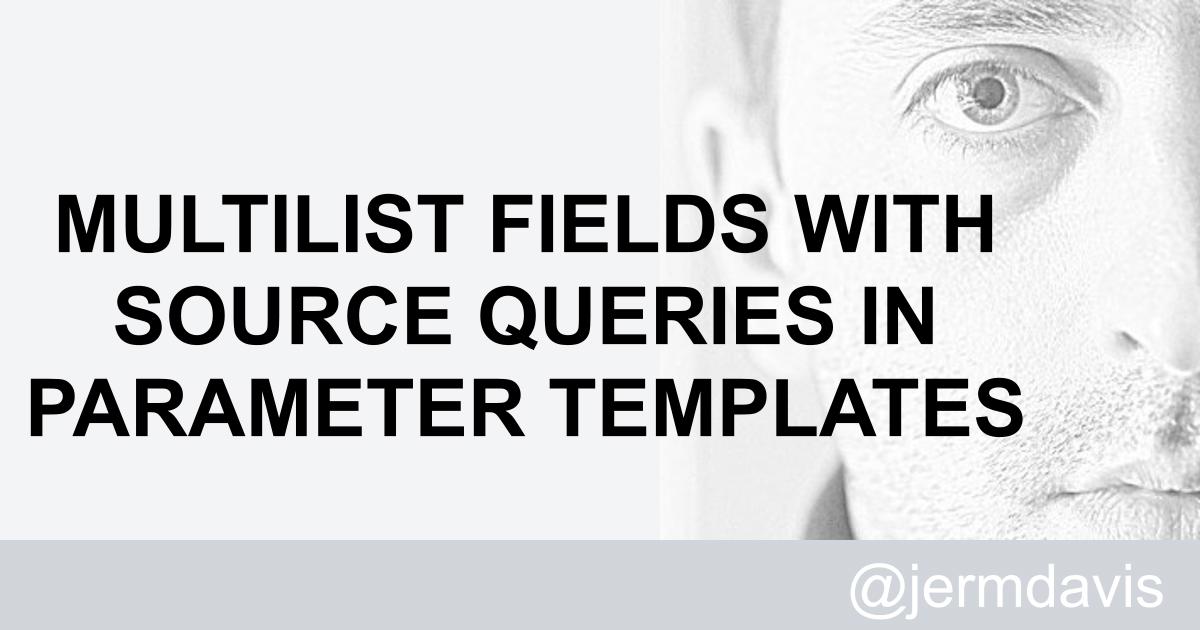 MULTILIST FIELDS WITH
SOURCE QUERIES IN
PARAMETER TEMPLATES
@jermdavis